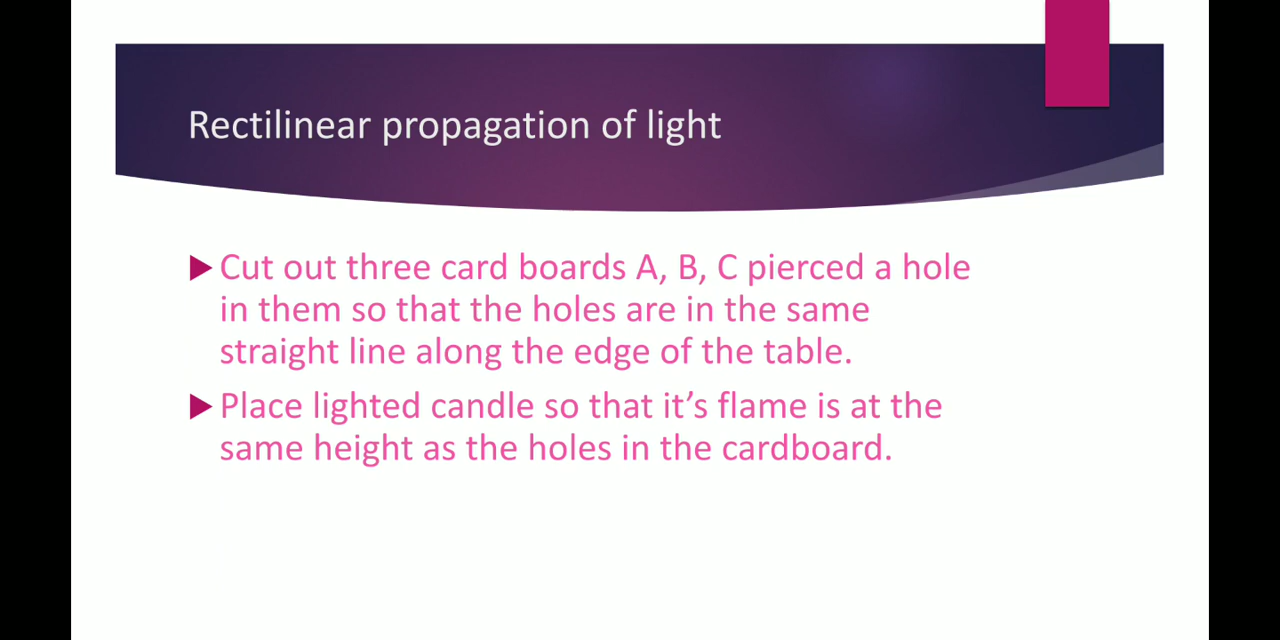 Rectilinear propagation of light
Cut out three card boards A, B, C pierced a hole
in them so that the holes are in the same
straight line along the edge of the table.
Place lighted candle so that it’s flame is at the
same height as the holes in the cardboard.